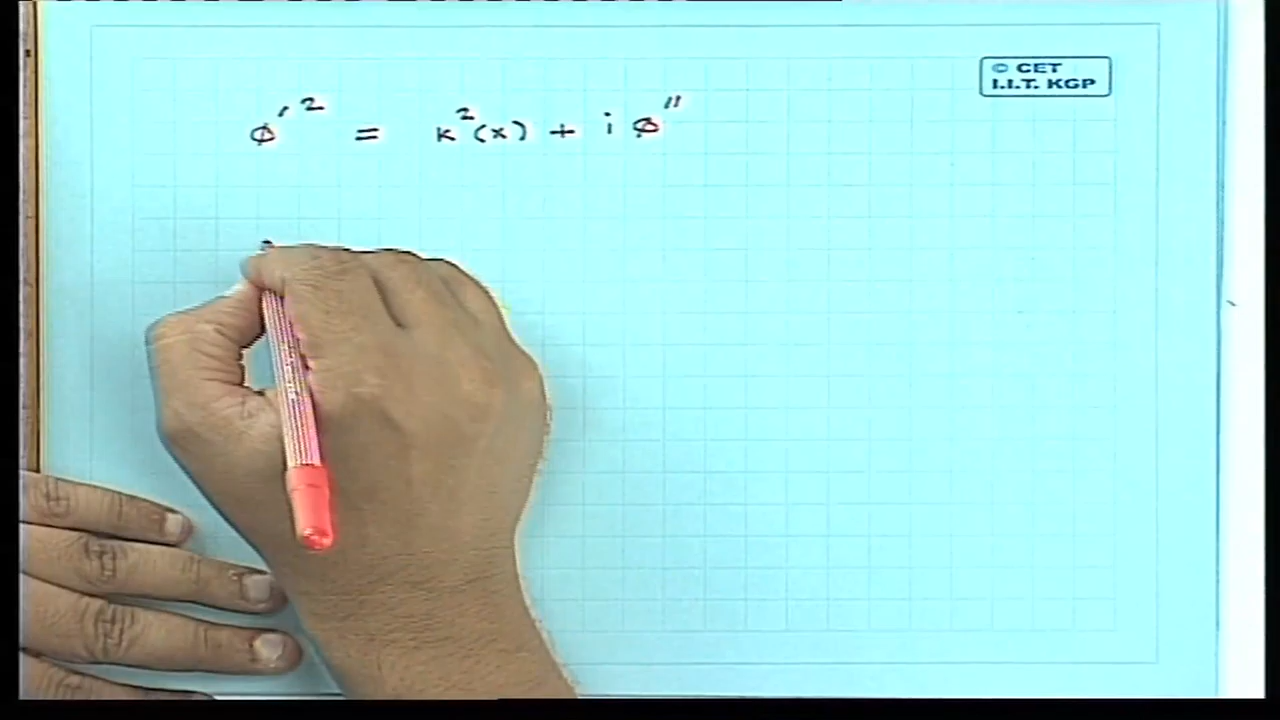 ϕ'² = k²(x) + i ϕ''
© CET
I.I.T. KGP